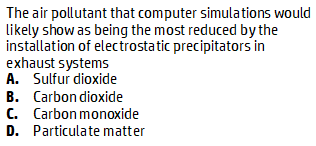 The air pollutant that computer simulations would
likely show as being the most reduced by the
installation of electrostatic precipitators in
exhaust systems
A. Sulfur dioxide
B. Carbon dioxide
C. Carbon monoxide
D. Particulate matter